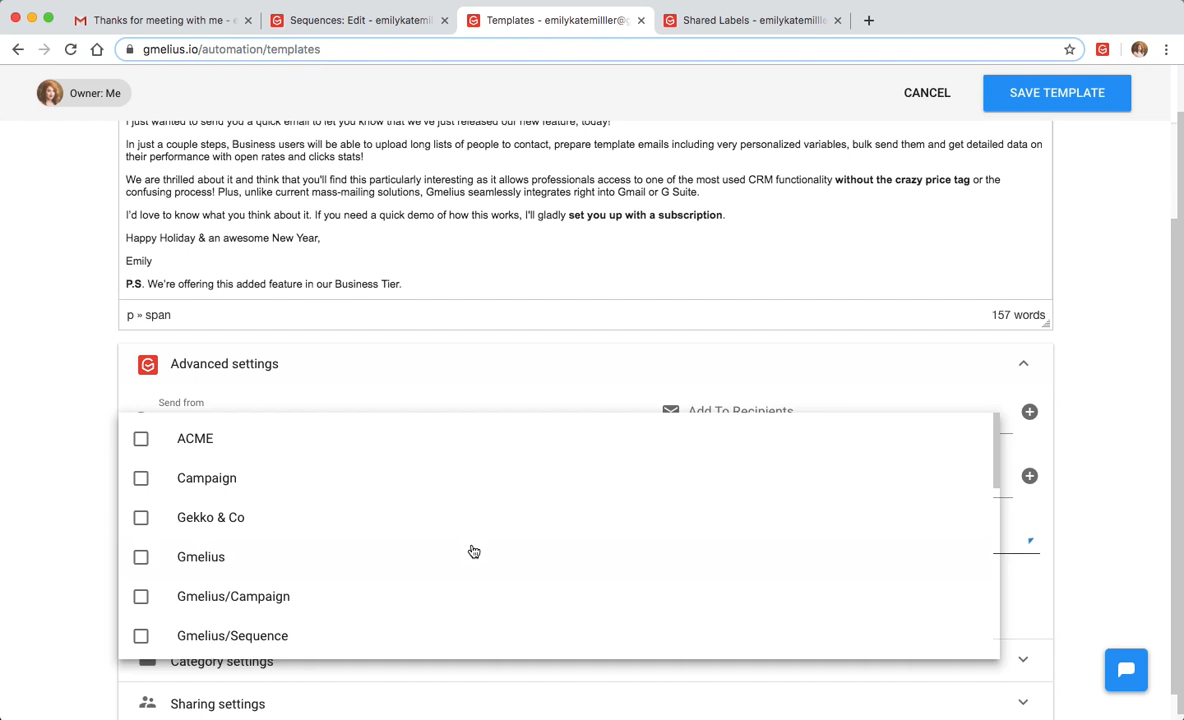 Thanks for meeting with me - e
Sequences: Edit - emilykatemilll
Templates - emilykatemilller@g
Shared Labels - emilykatemillle
gmelius.io/automation/templates
Owner: Me
CANCEL
SAVE TEMPLATE
I just wanted to send you a quick email to let you know that we've just released our new feature, today!
In just a couple steps, Business users will be able to upload long lists of people to contact, prepare template emails including very personalized variables, bulk send them and get detailed data on
their performance with open rates and clicks stats!
We are thrilled about it and think that you'll find this particularly interesting as it allows professionals access to one of the most used CRM functionality without the crazy price tag or the
confusing process! Plus, unlike current mass-mailing solutions, Gmelius seamlessly integrates right into Gmail or G Suite.
I'd love to know what you think about it. If you need a quick demo of how this works, I'll gladly set you up with a subscription.
Happy Holiday & an awesome New Year,
Emily
P.S. We're offering this added feature in our Business Tier.
p » span
157 words
Advanced settings
Send from
Add To Recipients
ACME
Campaign
Gekko & Co
Gmelius
Gmelius/Campaign
Gmelius/Sequence
Category settings
Sharing settings